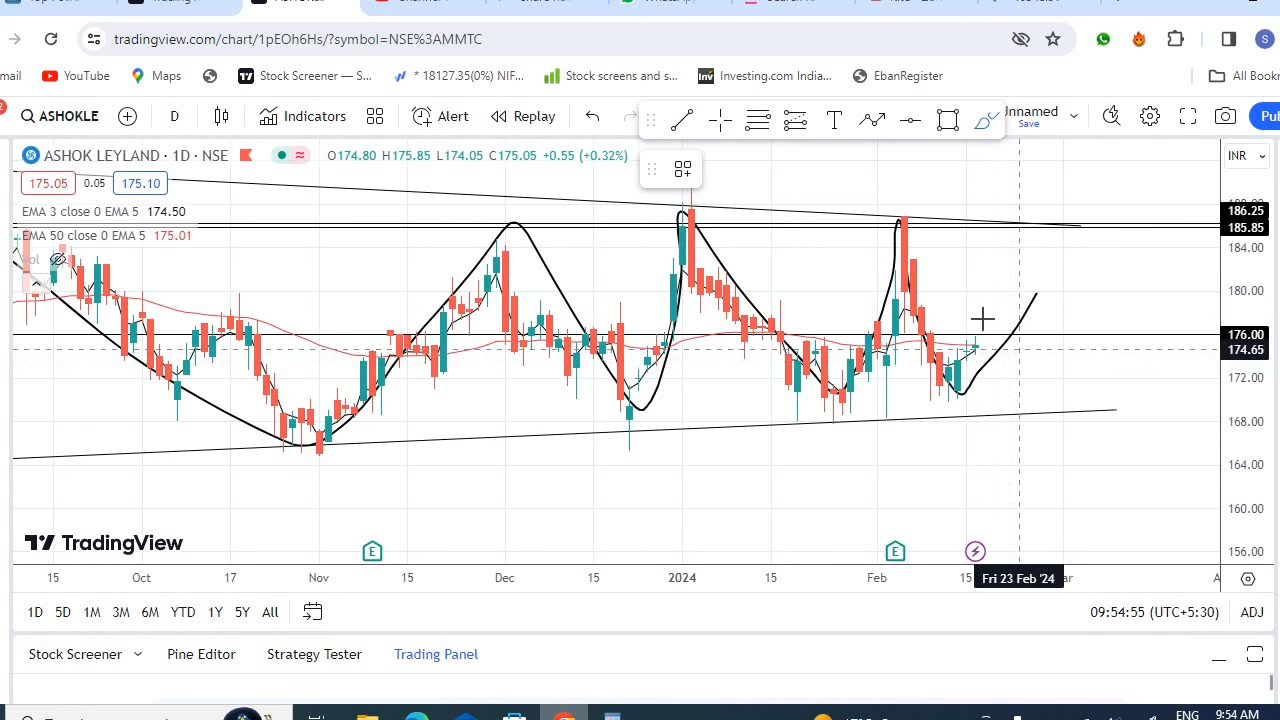 tradingview.com/chart/1pEOh6Hs/?symbol=NSE%3AMMTC
mail YouTube Maps Stock Screener — S... * 18127.35(0%) NIF... Stock screens and s... Investing.com India... EbanRegister All Book
ASHOKLE D Indicators Alert Replay Unnamed
Save
Pu
ASHOK LEYLAND · 1D · NSE O174.80 H175.85 L174.05 C175.05 +0.55 (+0.32%) INR
175.05 0.05 175.10
EMA 3 close 0 EMA 5 174.50
EMA 50 close 0 EMA 5 175.01
186.25
185.85
184.00
180.00
176.00
174.65
172.00
168.00
164.00
160.00
156.00
TradingView
E E
15 Oct 17 Nov 15 Dec 15 2024 15 Feb 15 Fri 23 Feb '24 A
1D 5D 1M 3M 6M YTD 1Y 5Y All 09:54:55 (UTC+5:30) ADJ
Stock Screener Pine Editor Strategy Tester Trading Panel
ENG 9:54 AM